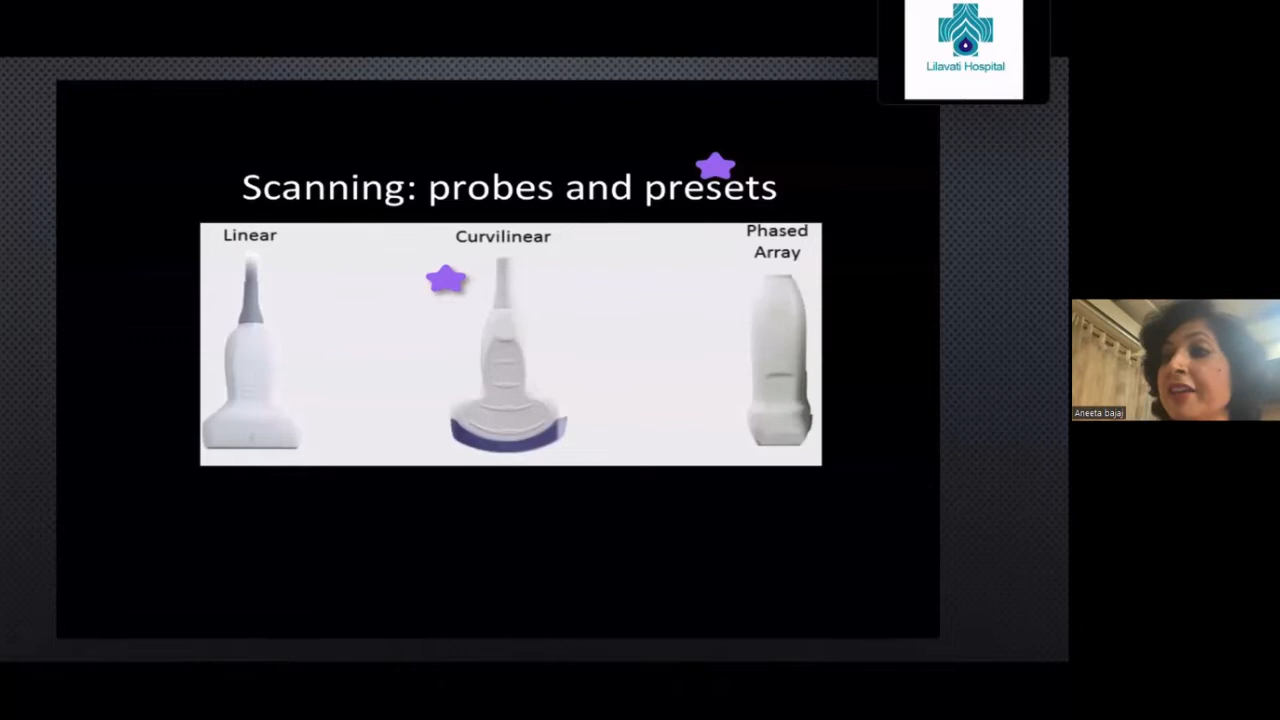 Lilavati Hospital
Scanning: probes and presets
Linear
Curvilinear
Phased
Array
Aneeta bajaj